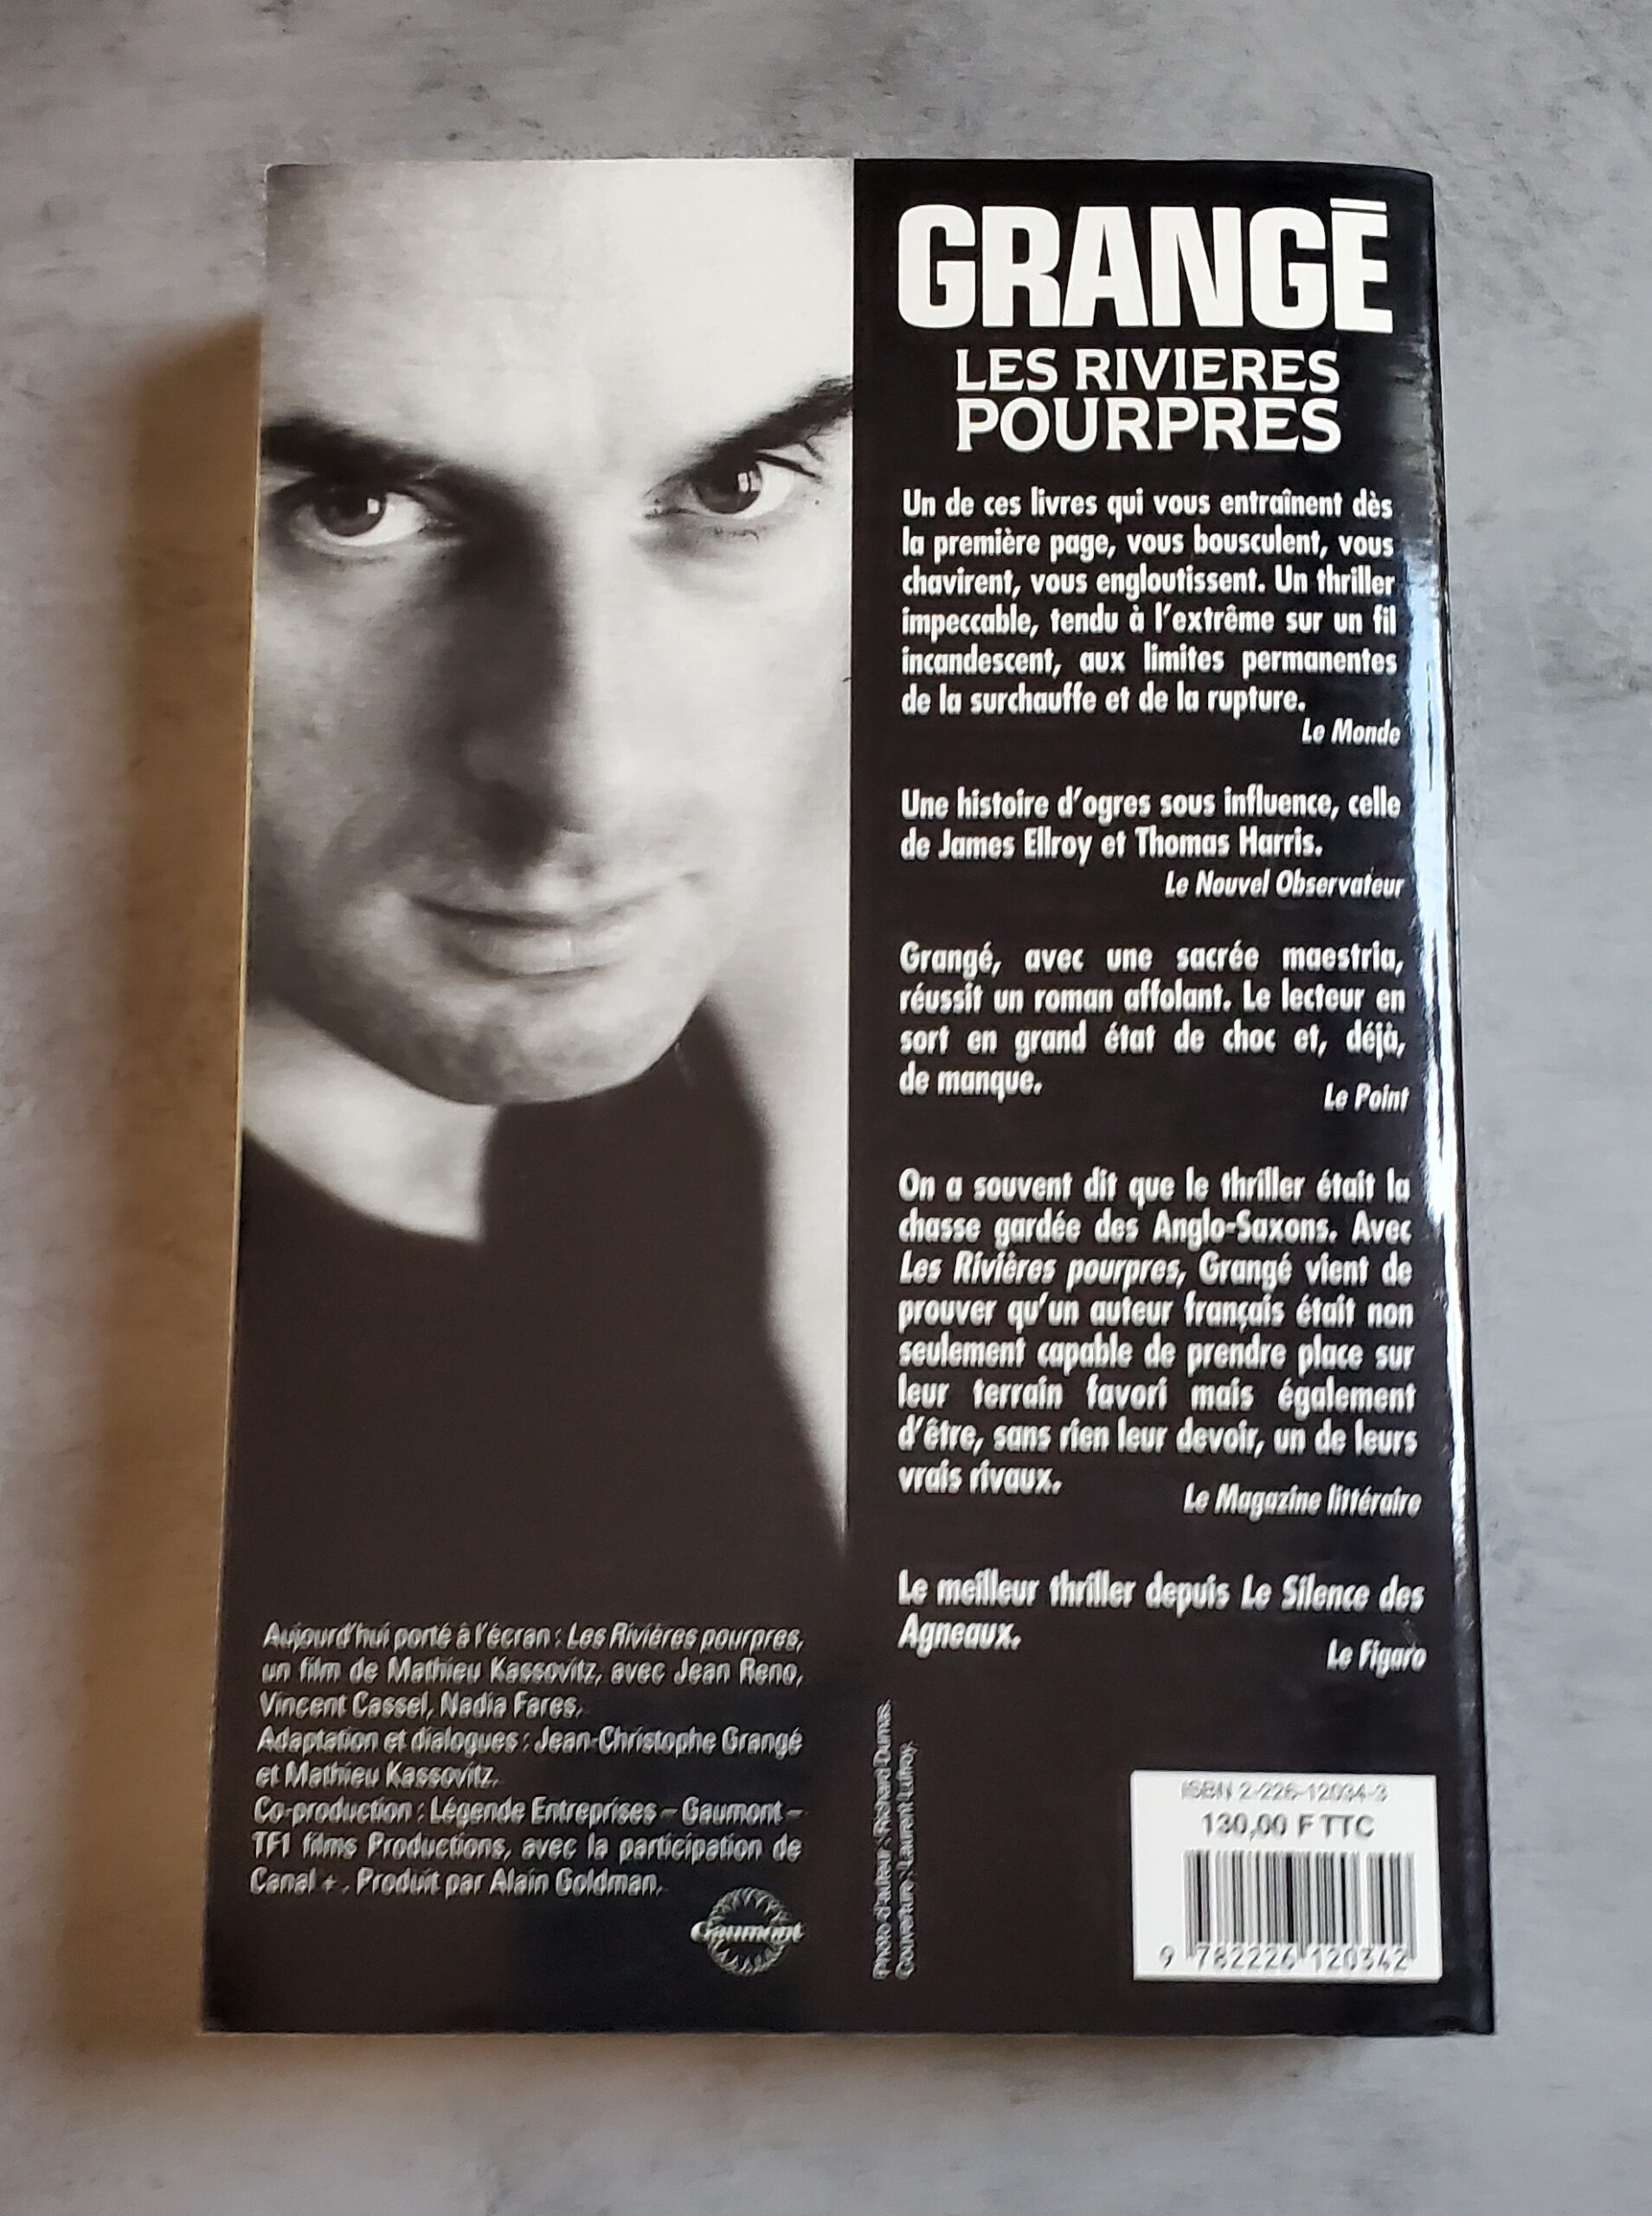 GRANGÉ
LES RIVIERES
POURPRES
Un de ces livres qui vous entraînent dès
la première page, vous bousculent, vous
chavirent, vous engloutissent. Un thriller
impeccable, tendu à l'extrême sur un fil
incandescent, aux limites permanentes
de la surchauffe et de la rupture.
Le Monde
Une histoire d'ogres sous influence, celle
de James Ellroy et Thomas Harris.
Le Nouvel Observateur
Grangé, avec une sacrée maestria,
réussit un roman affolant. Le lecteur en
sort en grand état de choc et, déjà,
de manque.
Le Point
On a souvent dit que le thriller était la
chasse gardée des Anglo-Saxons. Avec
Les Rivières pourpres, Grangé vient de
prouver qu'un auteur français était non
seulement capable de prendre place sur
leur terrain favori mais également
d'être, sans rien leur devoir, un de leurs
vrais rivaux.
Le Magazine littéraire
Le meilleur thriller depuis Le Silence des
Agneaux.
Le Figaro
Aujourd'hui porté à l'écran : Les Rivières pourpres,
un film de Mathieu Kassovitz, avec Jean Reno,
Vincent Cassel, Nadia Fares.
Adaptation et dialogues : Jean-Christophe Grangé
et Mathieu Kassovitz.
Co-production : Légende Entreprises – Gaumont –
TF1 films Productions, avec la participation de
Canal +. Produit par Alain Goldman.
Gaumont
Photo d'auteur : Richard Dumas.
Couverture : Laurent Lufroy.
ISBN 2-226-12034-3
130,00 F TTC
9 782226 120342